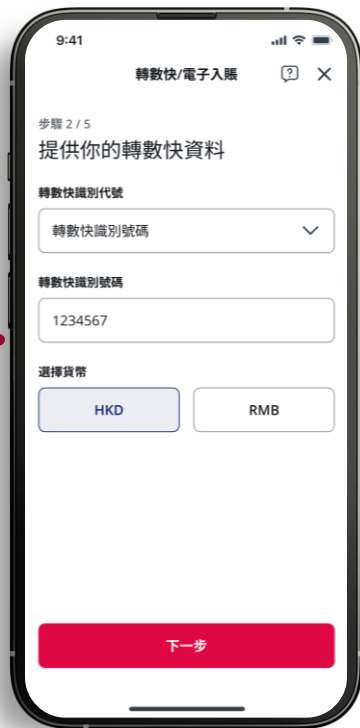 9:41
轉數快/電子入賬
步驟 2 / 5
提供你的轉數快資料
轉數快識別代號
轉數快識別號碼
轉數快識別號碼
1234567
選擇貨幣
HKD
RMB
下一步